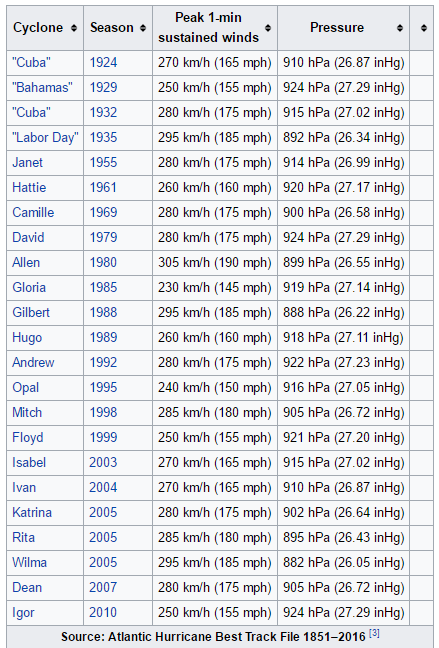 Cyclone Season Peak 1-min sustained winds Pressure
"Cuba" 1924 270 km/h (165 mph) 910 hPa (26.87 inHg)
"Bahamas" 1929 250 km/h (155 mph) 924 hPa (27.29 inHg)
"Cuba" 1932 280 km/h (175 mph) 915 hPa (27.02 inHg)
"Labor Day" 1935 295 km/h (185 mph) 892 hPa (26.34 inHg)
Janet 1955 280 km/h (175 mph) 914 hPa (26.99 inHg)
Hattie 1961 260 km/h (160 mph) 920 hPa (27.17 inHg)
Camille 1969 280 km/h (175 mph) 900 hPa (26.58 inHg)
David 1979 280 km/h (175 mph) 924 hPa (27.29 inHg)
Allen 1980 305 km/h (190 mph) 899 hPa (26.55 inHg)
Gloria 1985 230 km/h (145 mph) 919 hPa (27.14 inHg)
Gilbert 1988 295 km/h (185 mph) 888 hPa (26.22 inHg)
Hugo 1989 260 km/h (160 mph) 918 hPa (27.11 inHg)
Andrew 1992 280 km/h (175 mph) 922 hPa (27.23 inHg)
Opal 1995 240 km/h (150 mph) 916 hPa (27.05 inHg)
Mitch 1998 285 km/h (180 mph) 905 hPa (26.72 inHg)
Floyd 1999 250 km/h (155 mph) 921 hPa (27.20 inHg)
Isabel 2003 270 km/h (165 mph) 915 hPa (27.02 inHg)
Ivan 2004 270 km/h (165 mph) 910 hPa (26.87 inHg)
Katrina 2005 280 km/h (175 mph) 902 hPa (26.64 inHg)
Rita 2005 285 km/h (180 mph) 895 hPa (26.43 inHg)
Wilma 2005 295 km/h (185 mph) 882 hPa (26.05 inHg)
Dean 2007 280 km/h (175 mph) 905 hPa (26.72 inHg)
Igor 2010 250 km/h (155 mph) 924 hPa (27.29 inHg)
Source: Atlantic Hurricane Best Track File 1851–2016 [3]